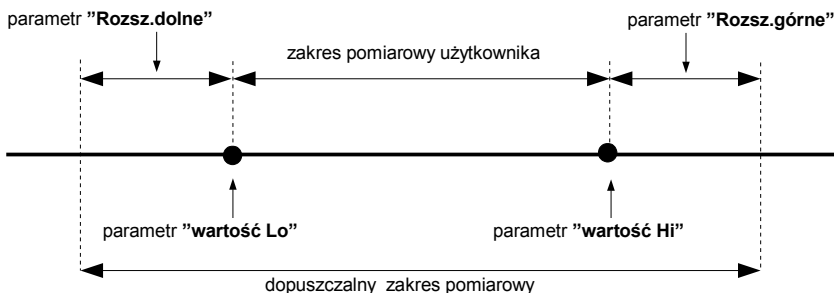 parametr ”Rozsz.dolne”
parametr ”Rozsz.górne”
zakres pomiarowy użytkownika
parametr ”wartość Lo”
parametr ”wartość Hi”
dopuszczalny zakres pomiarowy